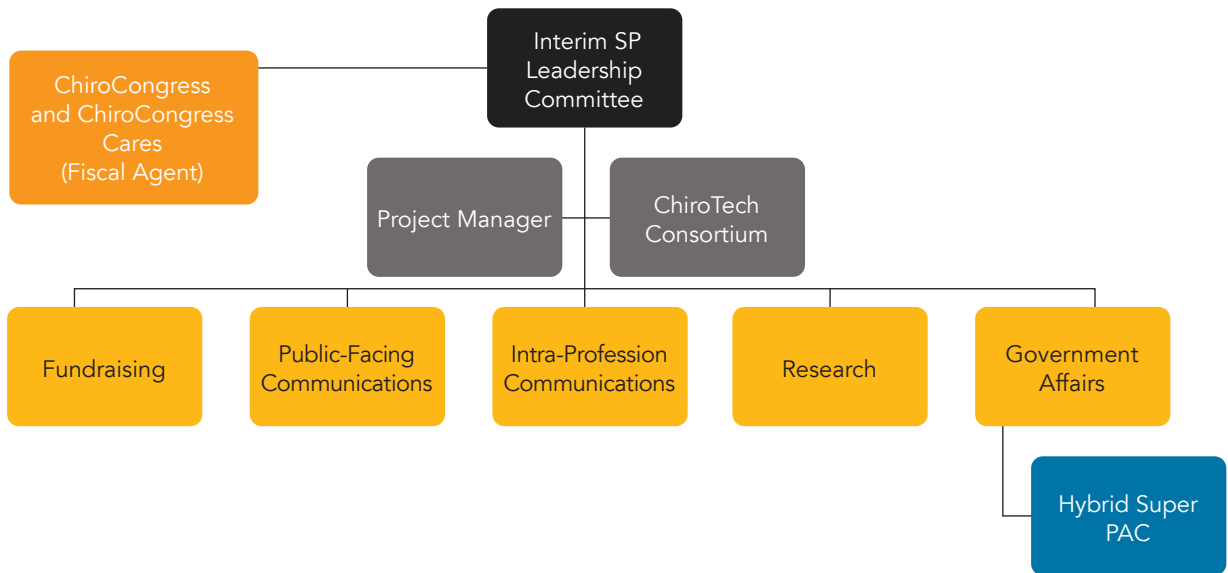 Interim SP
Leadership
Committee
ChiroCongress
and ChiroCongress
Cares
(Fiscal Agent)
Project Manager
ChiroTech
Consortium
Fundraising
Public-Facing
Communications
Intra-Profession
Communications
Research
Government
Affairs
Hybrid Super
PAC